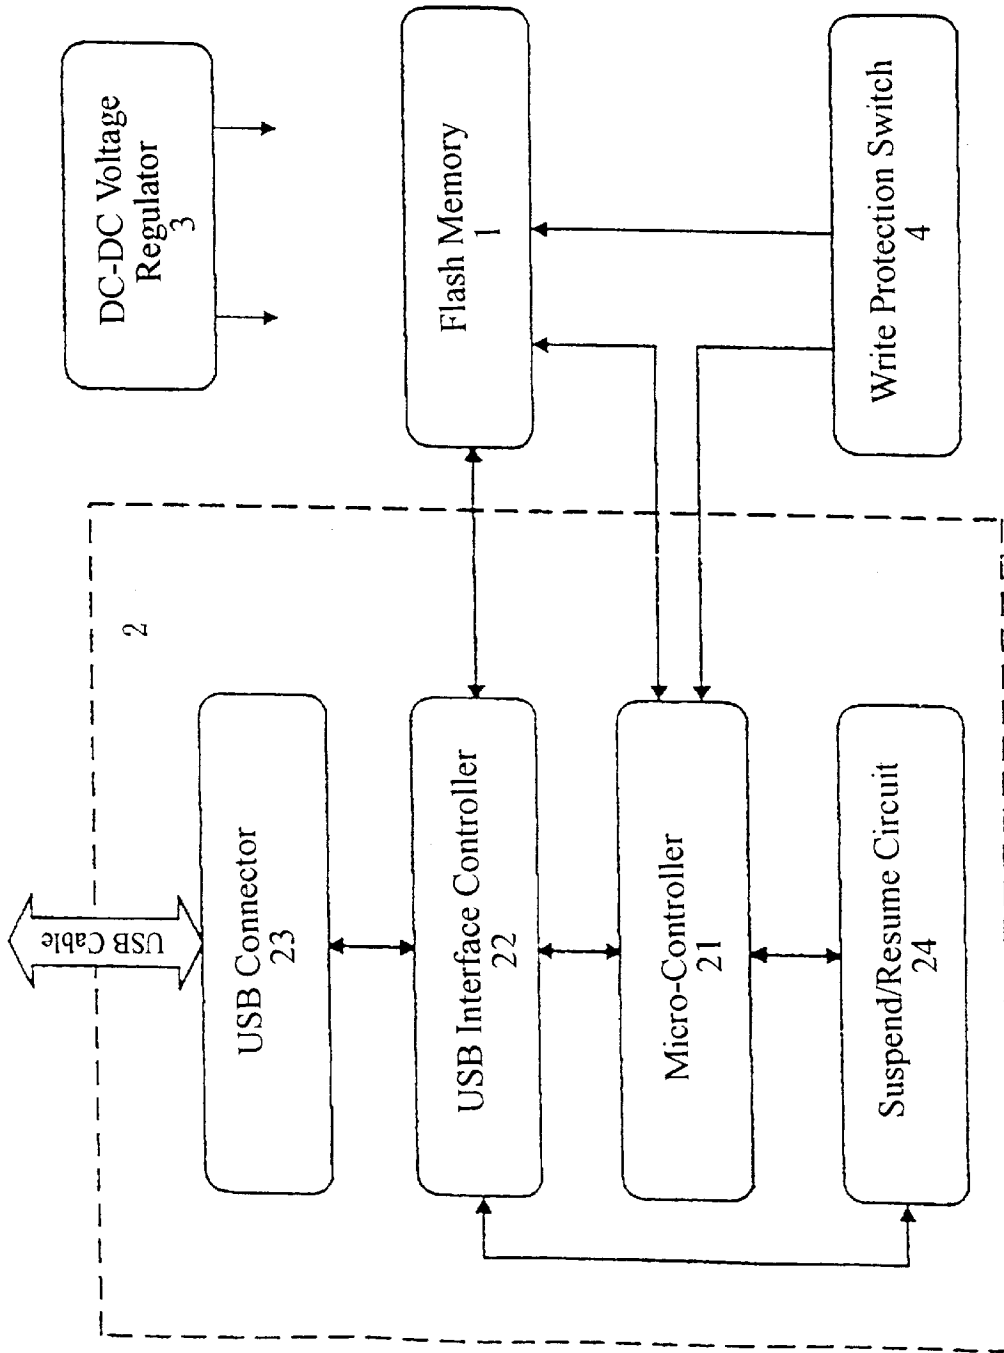 USB Cable
2
USB Connector
23
USB Interface Controller
22
Micro-Controller
21
Suspend/Resume Circuit
24
DC-DC Voltage
Regulator
3
Flash Memory
1
Write Protection Switch
4